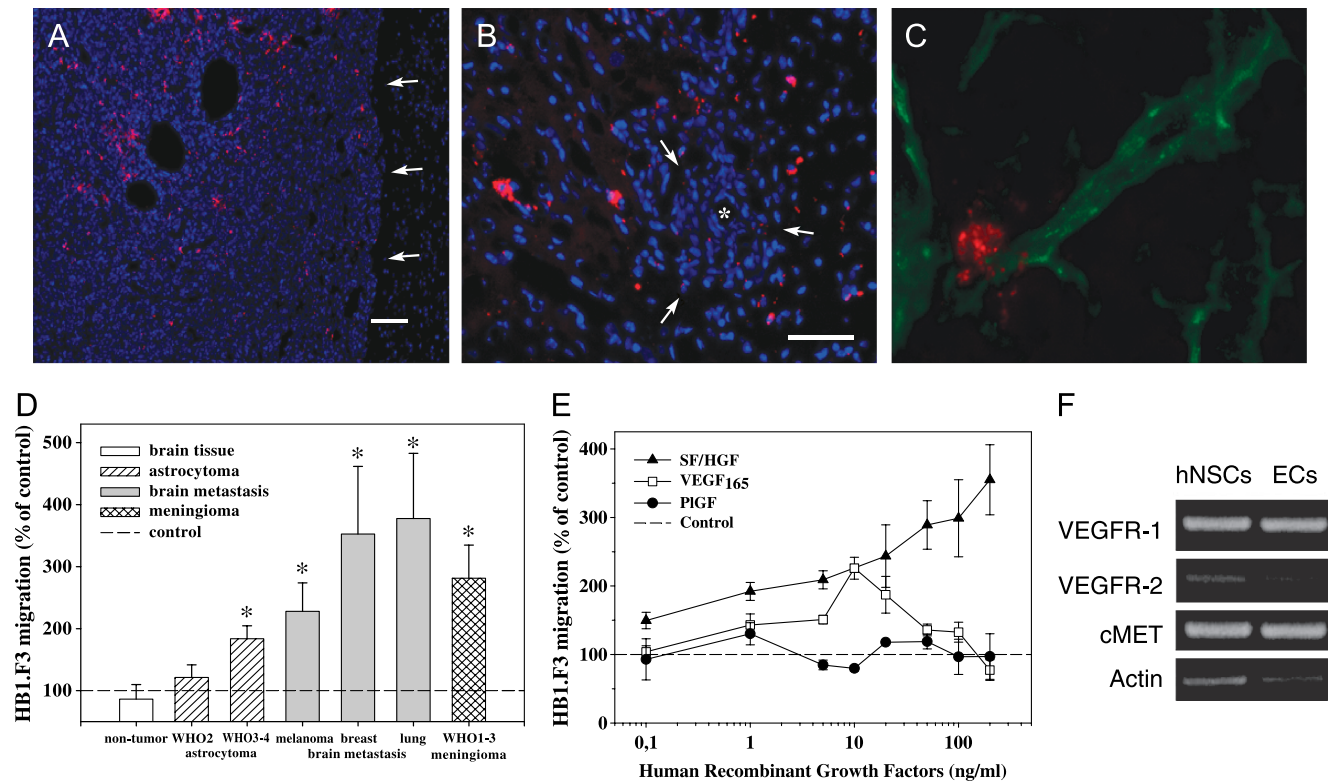 A
B
*
C
D
HB1.F3 migration (% of control)
500
400
300
200
100
brain tissue
astrocytoma
brain metastasis
meningioma
control
*
*
*
*
*
non-tumor
WHO2
WHO3-4
astrocytoma
melanoma
breast
lung
brain metastasis
WHO1-3
meningioma
E
HB1.F3 migration (% of control)
400
300
200
100
0
SF/HGF
VEGF165
PlGF
Control
0,1
1
10
100
Human Recombinant Growth Factors (ng/ml)
F
hNSCs ECs
VEGFR-1
VEGFR-2
cMET
Actin